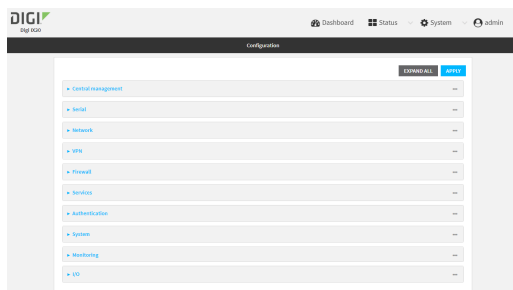 DIGI
Digi IX20
Dashboard Status System admin
Configuration
EXPAND ALL APPLY
Central management
Serial
Network
VPN
Firewall
Services
Authentication
System
Monitoring
I/O